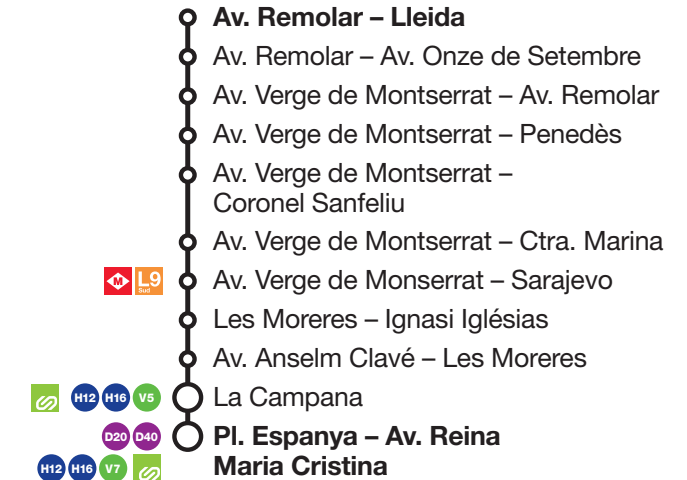 Av. Remolar – Lleida
Av. Remolar – Av. Onze de Setembre
Av. Verge de Montserrat – Av. Remolar
Av. Verge de Montserrat – Penedès
Av. Verge de Montserrat –
Coronel Sanfeliu
Av. Verge de Montserrat – Ctra. Marina
M L9 Sud Av. Verge de Monserrat – Sarajevo
Les Moreres – Ignasi Iglésias
Av. Anselm Clavé – Les Moreres
H12 H16 V5 La Campana
D20 D40 Pl. Espanya – Av. Reina
H12 H16 V7 Maria Cristina